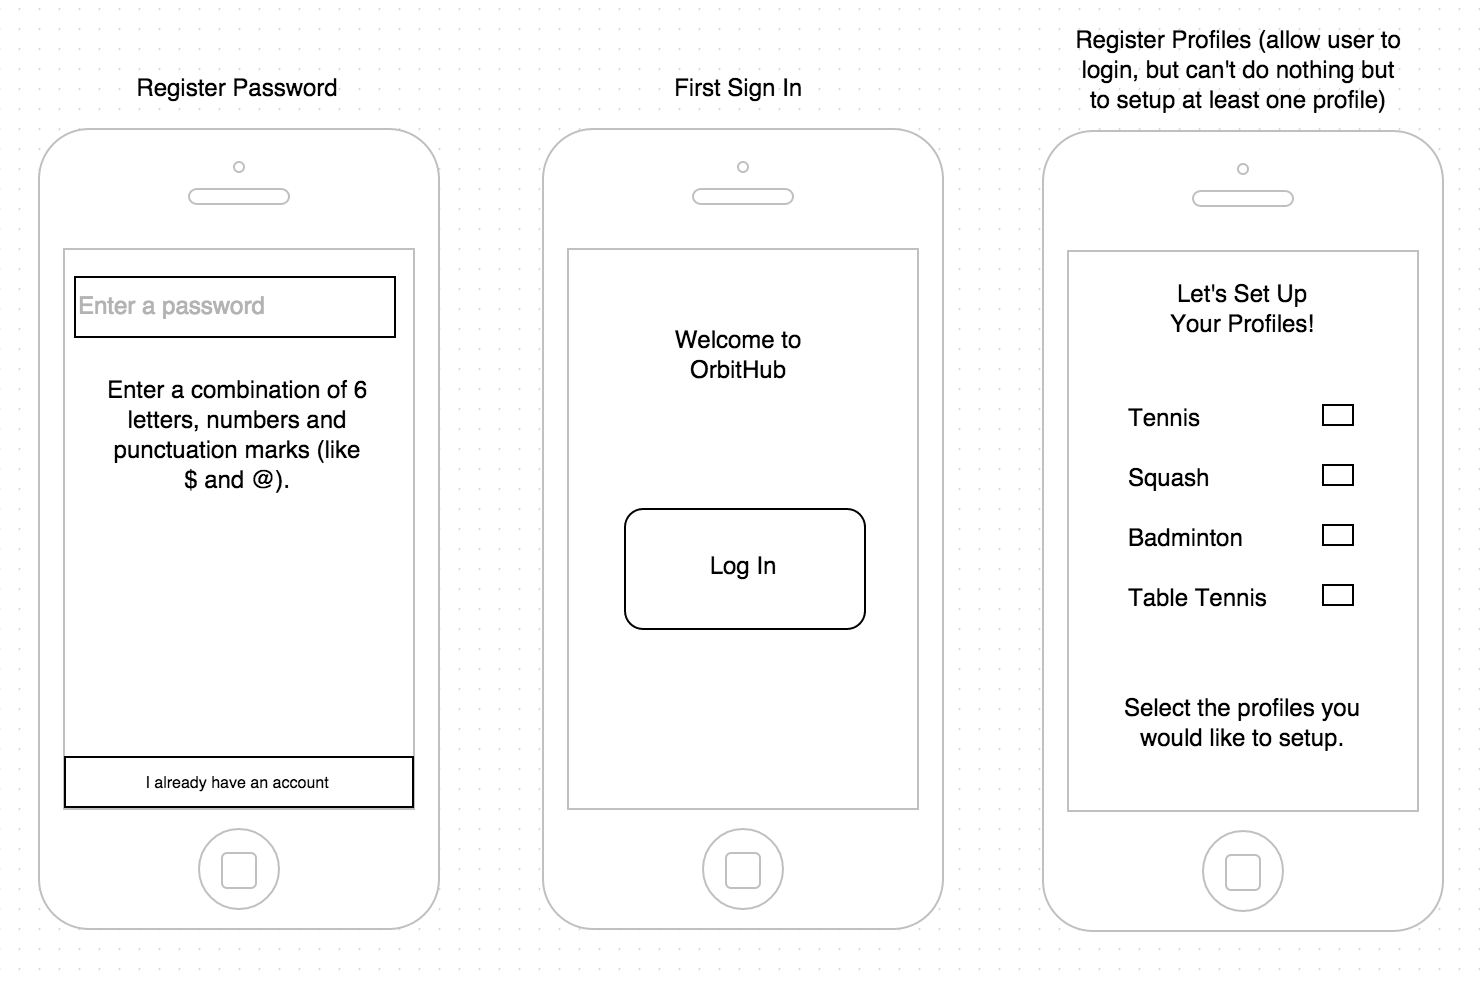 Register Password
Enter a password
Enter a combination of 6
letters, numbers and
punctuation marks (like
$ and @).
I already have an account
First Sign In
Welcome to
OrbitHub
Log In
Register Profiles (allow user to
login, but can't do nothing but
to setup at least one profile)
Let's Set Up
Your Profiles!
Tennis
Squash
Badminton
Table Tennis
Select the profiles you
would like to setup.